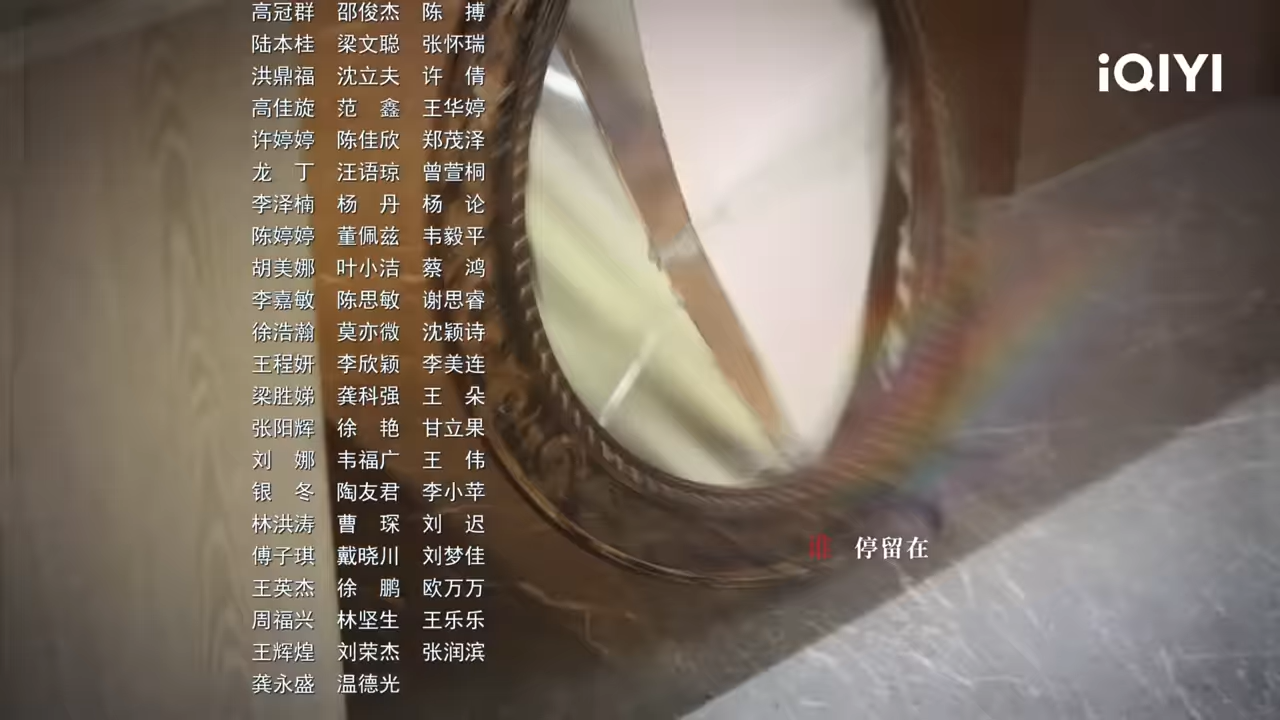 高冠群 邵俊杰 陈 搏
陆本桂 梁文聪 张怀瑞
洪鼎福 沈立夫 许 倩
高佳旋 范 鑫 王华婷
许婷婷 陈佳欣 郑茂泽
龙 丁 汪语琼 曾萱桐
李泽楠 杨 丹 杨 论
陈婷婷 董佩兹 韦毅平
胡美娜 叶小洁 蔡 鸿
李嘉敏 陈思敏 谢思睿
徐浩瀚 莫亦微 沈颖诗
王程妍 李欣颖 李美连
梁胜娣 龚科强 王 朵
张阳辉 徐 艳 甘立果
刘 娜 韦福广 王 伟
银 冬 陶友君 李小苹
林洪涛 曹 琛 刘 迟
傅子琪 戴晓川 刘梦佳
王英杰 徐 鹏 欧万万
周福兴 林坚生 王乐乐
王辉煌 刘荣杰 张润滨
龚永盛 温德光
iQIYI
谁 停留在